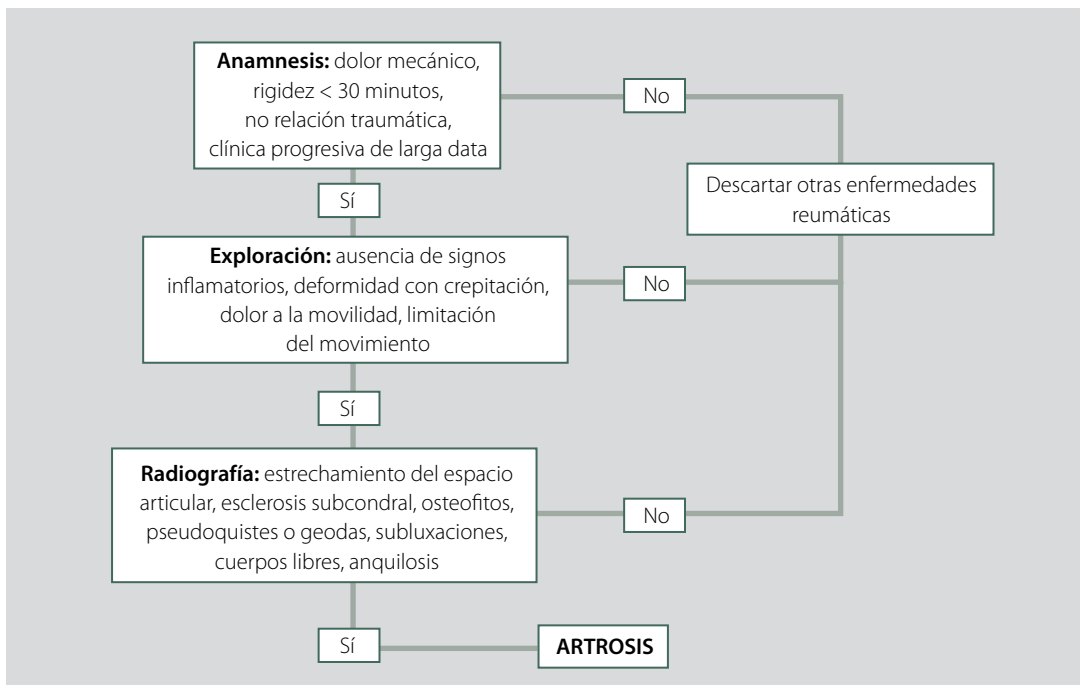 Anamnesis: dolor mecánico,
rigidez < 30 minutos,
no relación traumática,
clínica progresiva de larga data
No
Descartar otras enfermedades
reumáticas
Sí
Exploración: ausencia de signos
inflamatorios, deformidad con crepitación,
dolor a la movilidad, limitación
del movimiento
No
Sí
Radiografía: estrechamiento del espacio
articular, esclerosis subcondral, osteofitos,
pseudoquistes o geodas, subluxaciones,
cuerpos libres, anquilosis
No
Sí
ARTROSIS